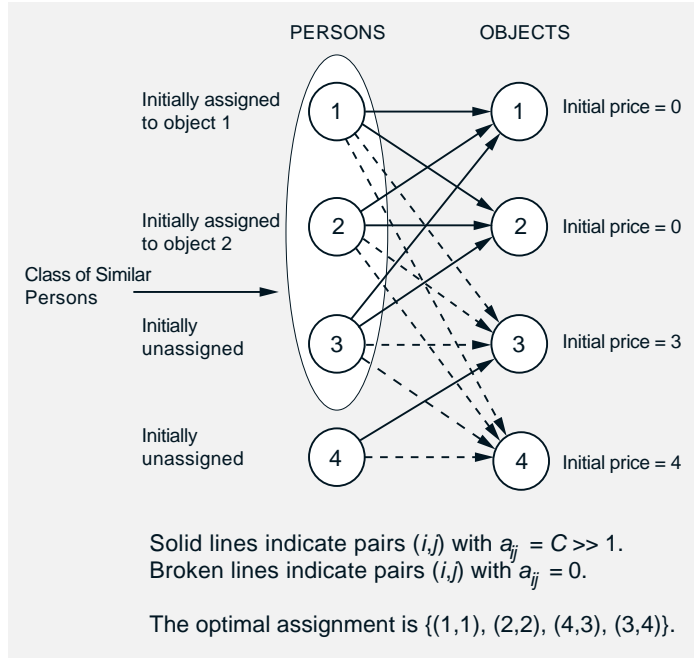 PERSONS OBJECTS
Initially assigned
to object 1
1
1
Initial price = 0
Initially assigned
to object 2
2
2
Initial price = 0
Class of Similar
Persons
Initially
unassigned
3
3
Initial price = 3
Initially
unassigned
4
4
Initial price = 4
Solid lines indicate pairs (i,j) with a_ij = C >> 1.
Broken lines indicate pairs (i,j) with a_ij = 0.
The optimal assignment is {(1,1), (2,2), (4,3), (3,4)}.